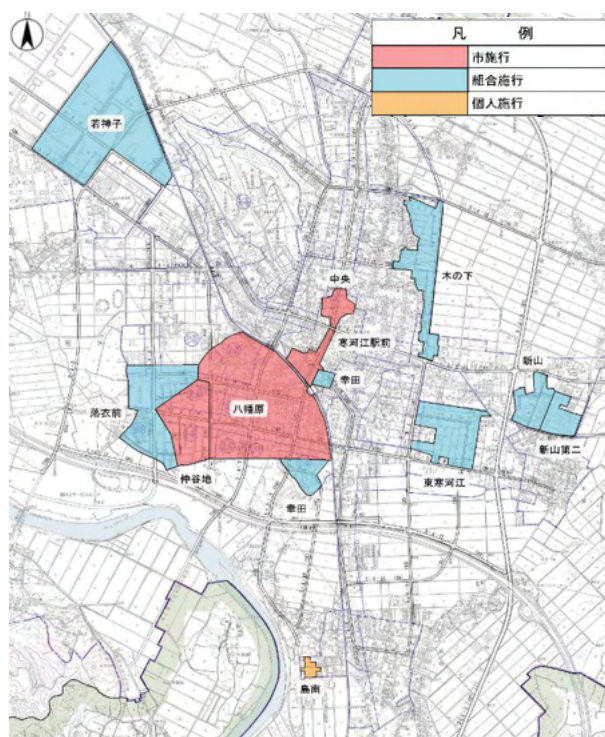 凡 例
市施行
組合施行
個人施行
若神子
木の下
中央
寒河江駅前
幸田
新山
八幡原
落衣前
新山第二
東寒河江
仲谷地
幸田
島南